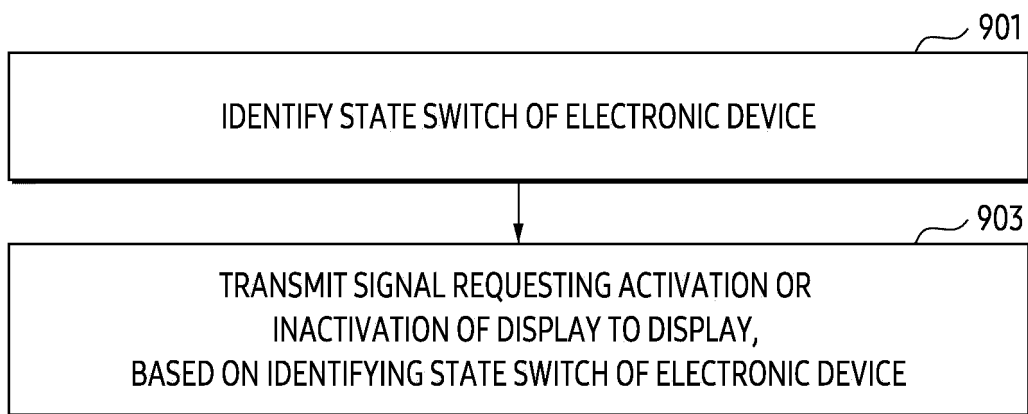 901
IDENTIFY STATE SWITCH OF ELECTRONIC DEVICE
903
TRANSMIT SIGNAL REQUESTING ACTIVATION OR
INACTIVATION OF DISPLAY TO DISPLAY,
BASED ON IDENTIFYING STATE SWITCH OF ELECTRONIC DEVICE